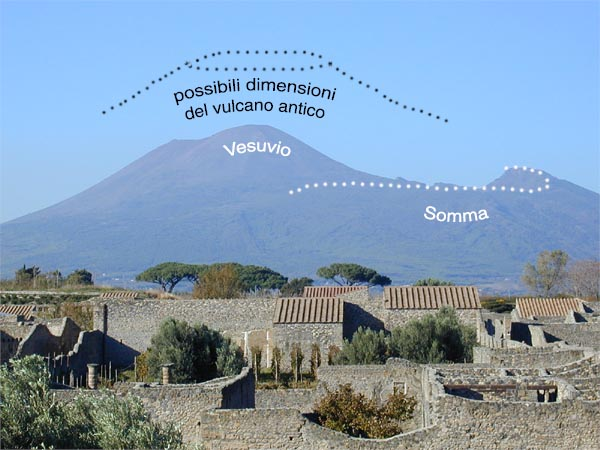 possibili dimensioni
del vulcano antico
Vesuvio
Somma